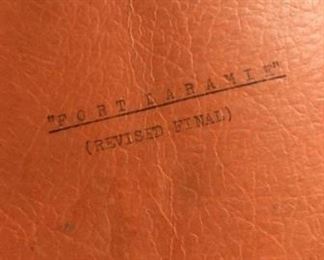 "FORT LARAMIE"
(REVISED FINAL)